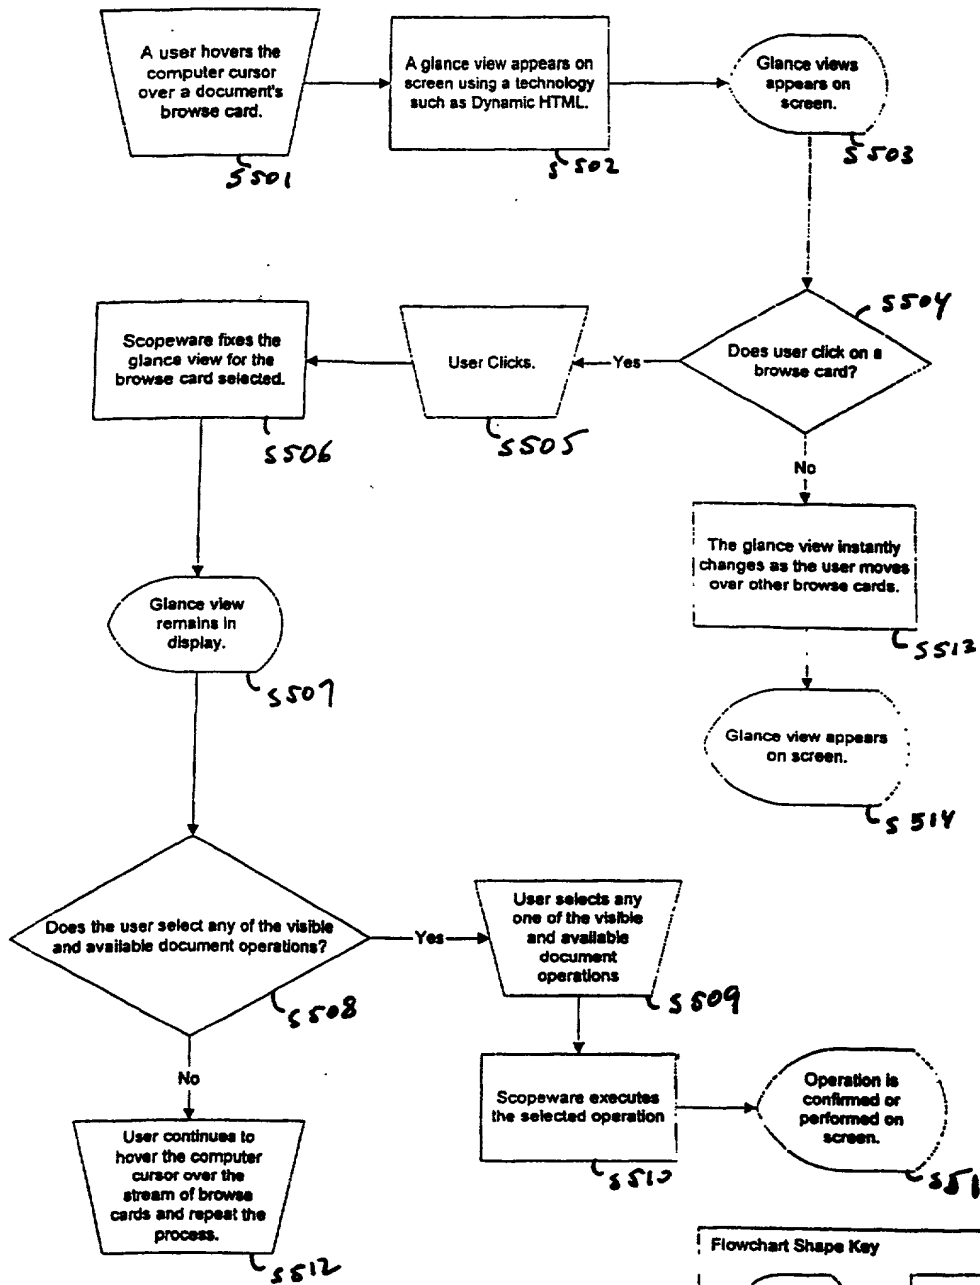 A user hovers the
computer cursor
over a document's
browse card.
S501
A glance view appears on
screen using a technology
such as Dynamic HTML.
S502
Glance views
appears on
screen.
S503
S504
Does user click on a
browse card?
Yes
User Clicks.
S505
Scopeware fixes the
glance view for the
browse card selected.
S506
No
The glance view instantly
changes as the user moves
over other browse cards.
S513
Glance view appears
on screen.
S514
Glance view
remains in
display.
S507
Does the user select any of the visible
and available document operations?
S508
Yes
User selects any
one of the visible
and available
document
operations
S509
Scopeware executes
the selected operation
S510
Operation is
confirmed or
performed on
screen.
S51
No
User continues to
hover the computer
cursor over the
stream of browse
cards and repeat the
process.
S512
Flowchart Shape Key